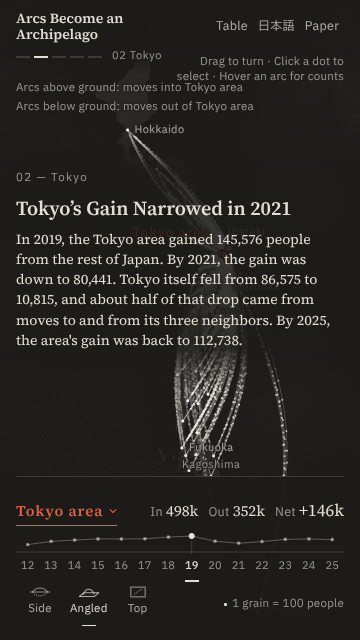 Arcs Become an
Archipelago
Table 日本語 Paper
02 Tokyo
Drag to turn · Click a dot to
select · Hover an arc for counts
Arcs above ground: moves into Tokyo area
Arcs below ground: moves out of Tokyo area
Hokkaido
02 — Tokyo
Tokyo’s Gain Narrowed in 2021
In 2019, the Tokyo area gained 145,576 people
from the rest of Japan. By 2021, the gain was
down to 80,441. Tokyo itself fell from 86,575 to
10,815, and about half of that drop came from
moves to and from its three neighbors. By 2025,
the area's gain was back to 112,738.
Fukuoka
Kagoshima
Tokyo area
In 498k Out 352k Net +146k
12 13 14 15 16 17 18 19 20 21 22 23 24 25
Side Angled Top
1 grain = 100 people